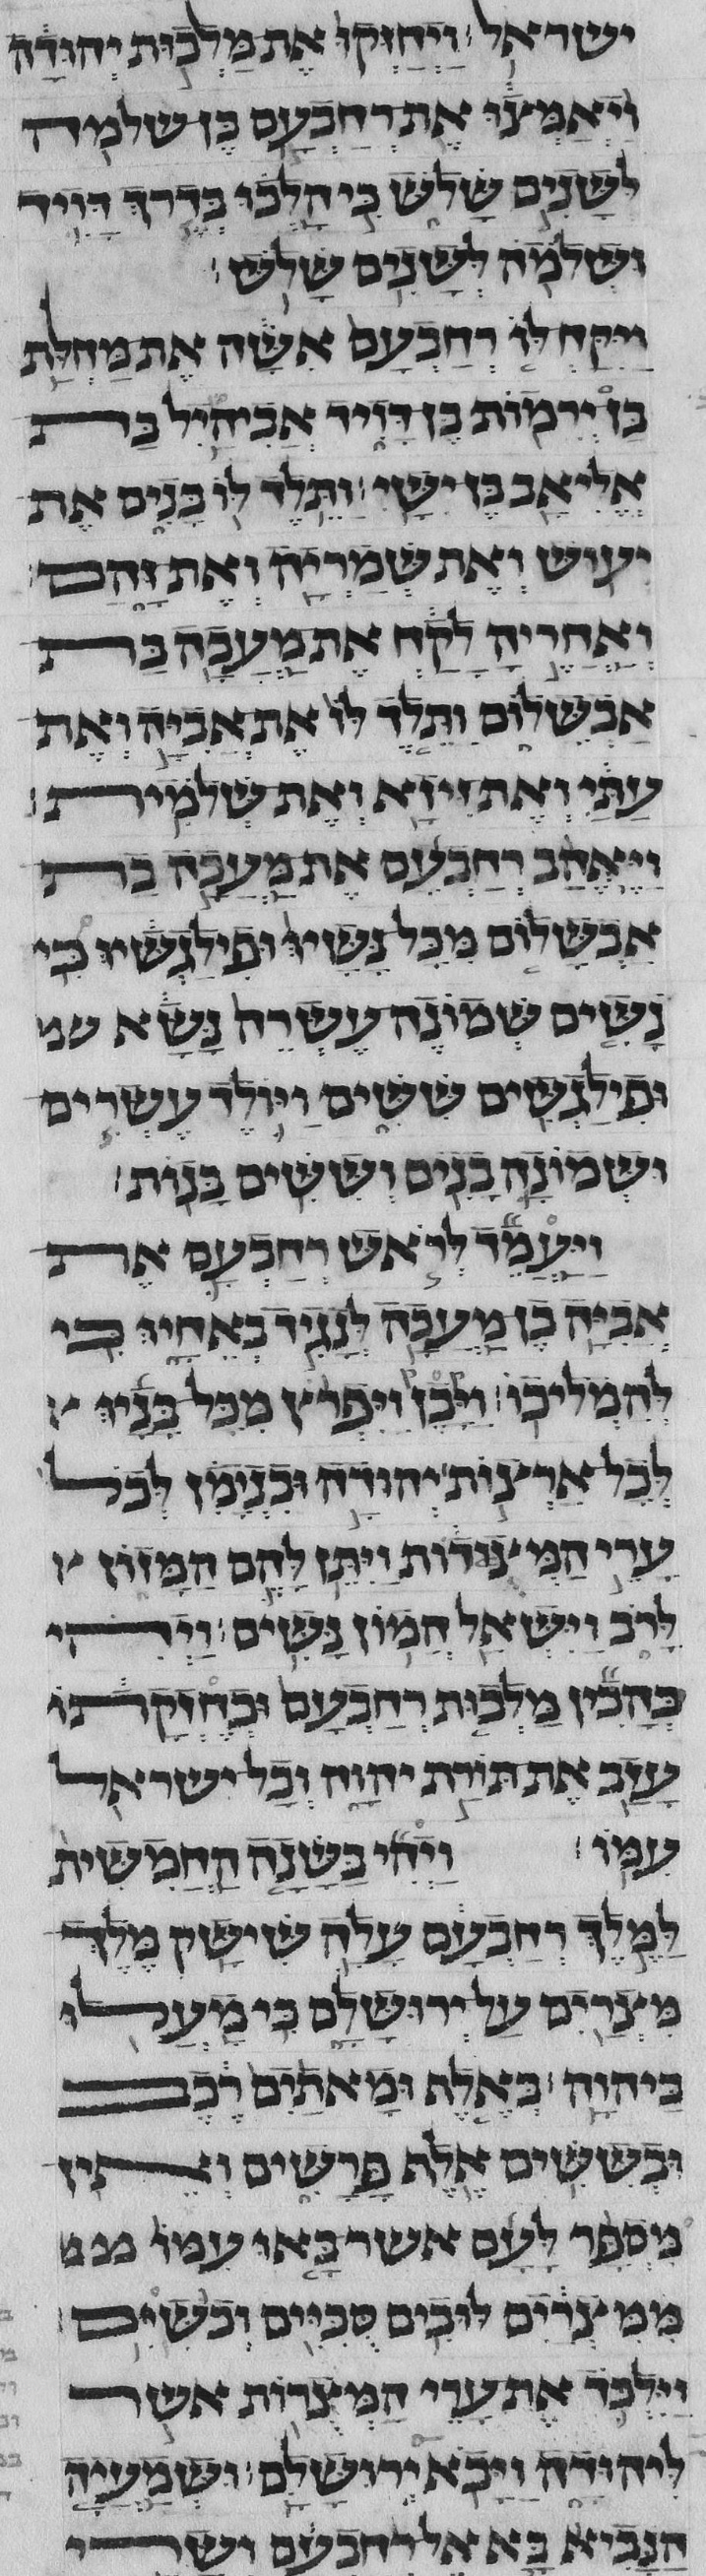 ישראל׃ ויחזקו את מלכות יהודה
ויאמצו את רחבעם בן שלמה
לשנים שלש כי הלכו בדרך דויד
ושלמה לשנים שלש׃
ויקח לו רחבעם אשה את מחלת
בן ירמות בן דויד אביהיל בת
אליאב בן ישי׃ ותלד לו בנים את
יעוש ואת שמריה ואת זהם׃
ואחריה לקח את מעכה בת
אבשלום ותלד לו את אביה ואת
עתי ואת זיזא ואת שלמית׃
ויאהב רחבעם את מעכה בת
אבשלום מכל נשיו ופילגשיו כי
נשים שמונה עשרה נשא
ופילגשים ששים ויולד עשרים
ושמונה בנים וששים בנות׃
ויעמד לראש רחבעם את
אביה בן מעכה לנגיד באחיו כי
להמליכו׃ ויבן ויפרץ מכל בניו
לכל ארצות יהודה ובנימן לכל
ערי המצרות ויתן להם המזון
לרב וישאל המון נשים׃ ויהי
כהכין מלכות רחבעם וכחזקתו
עזב את תורת יהוה וכל ישראל
עמו׃ ויהי בשנה החמישית
למלך רחבעם עלה שישק מלך
מצרים על ירושלם כי מעלו
ביהוה׃ באלף ומאתים רכב
ובששים אלף פרשים ואין
מספר לעם אשר באו עמו
ממצרים לובים סכיים וכשים׃
וילכד את ערי המצרות אשר
ליהודה ויבא ירושלם׃ ושמעיה
הנביא בא אל רחבעם ושרי